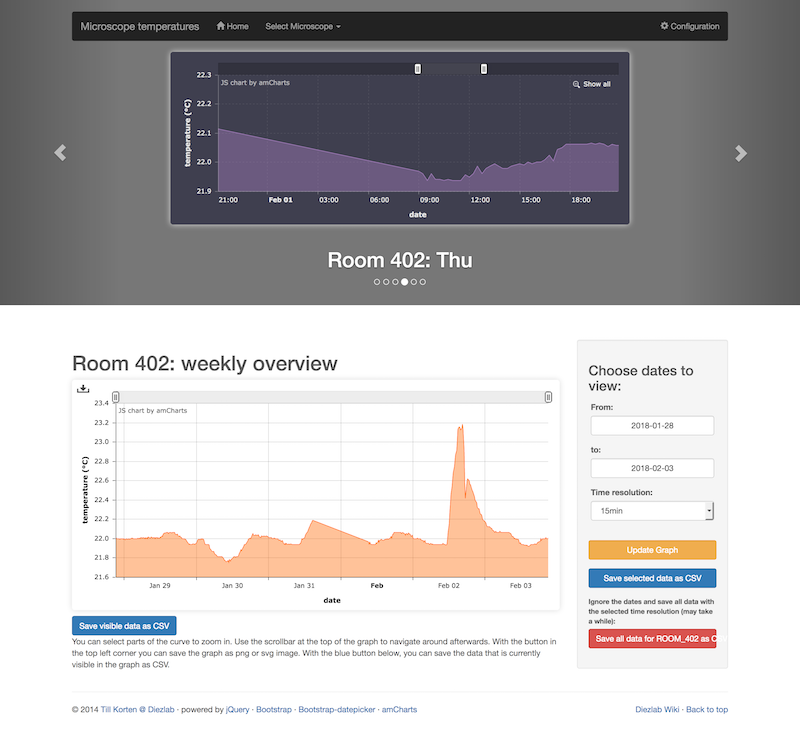 Microscope temperatures Home Select Microscope Configuration
22.3
JS chart by amCharts
Show all
22.2
22.1
22.0
21.9
temperature (°C)
21:00 Feb 01 03:00 06:00 09:00 12:00 15:00 18:00
date
Room 402: Thu
Room 402: weekly overview
23.4
JS chart by amCharts
23.2
23.0
22.8
22.6
22.4
22.2
22.0
21.8
21.6
temperature (°C)
Jan 29 Jan 30 Jan 31 Feb Feb 02 Feb 03
date
Save visible data as CSV
You can select parts of the curve to zoom in. Use the scrollbar at the top of the graph to navigate around afterwards. With the button in
the top left corner you can save the graph as png or svg image. With the blue button below, you can save the data that is currently
visible in the graph as CSV.
Choose dates to
view:
From:
2018-01-28
to:
2018-02-03
Time resolution:
15min
Update Graph
Save selected data as CSV
Ignore the dates and save all data with
the selected time resolution (may take
a while):
Save all data for ROOM_402 as C
© 2014 Till Korten @ Diezlab · powered by jQuery · Bootstrap · Bootstrap-datepicker · amCharts
Diezlab Wiki · Back to top